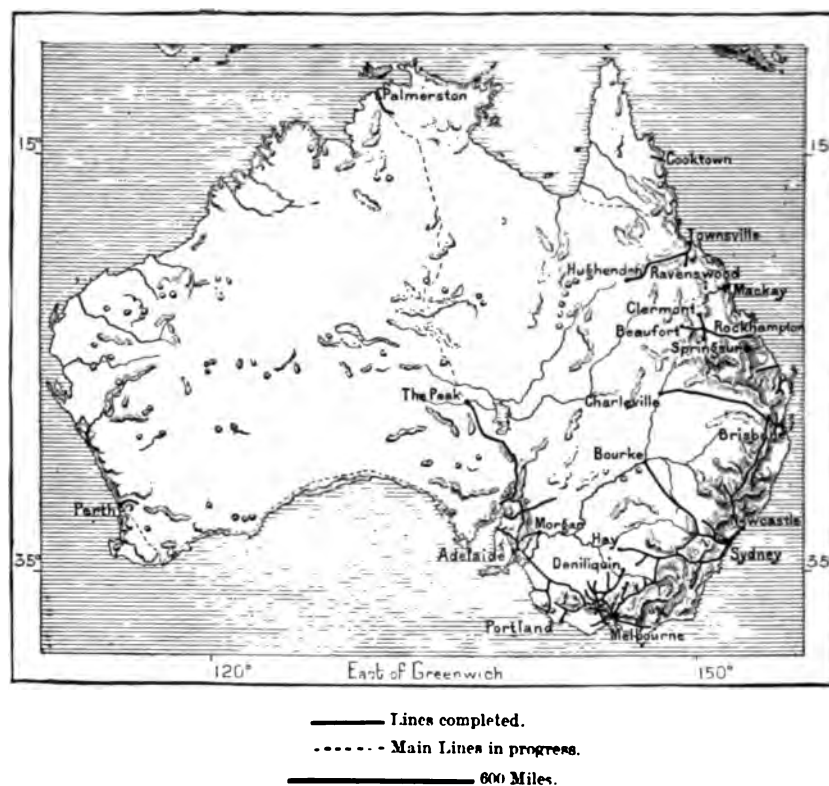 Palmerston
15°
15
Cooktown
Townsville
Hughenden
Ravenswood
Mackay
Clermont
Rockhampton
Beaufort
Springsure
The Peak
Charleville
Brisbane
Bourke
Perth
Newcastle
Morgan
Hay
Adelaide
Sydney
35°
35
Deniliquin
Portland
Melbourne
120°
East of Greenwich
150°
Lines completed.
Main Lines in progress.
600 Miles.